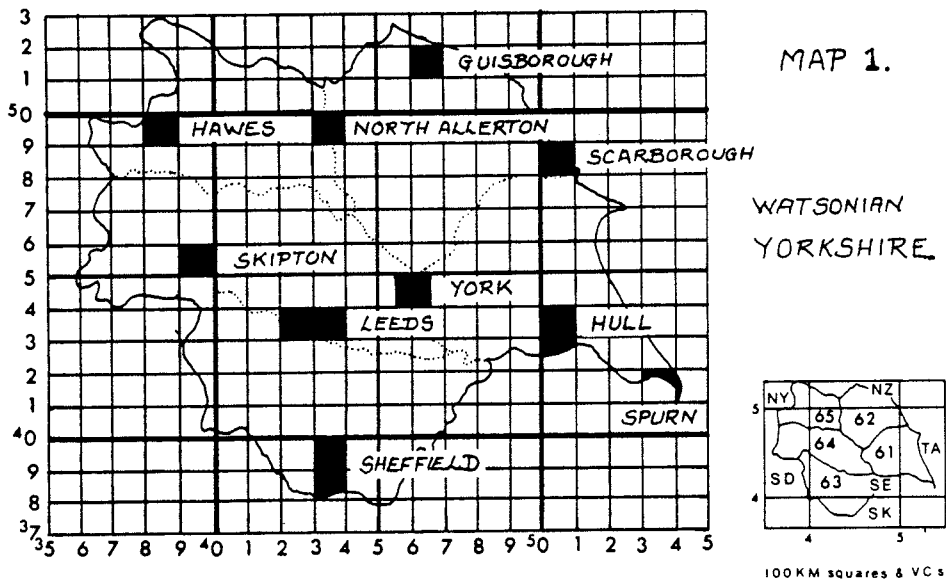 MAP 1.
WATSONIAN
YORKSHIRE
3
2
1
⁵0
9
8
7
6
5
4
3
2
1
⁴0
9
8
³7
GUISBOROUGH
HAWES
NORTH ALLERTON
SCARBOROUGH
SKIPTON
YORK
LEEDS
HULL
SPURN
SHEFFIELD
³5 6 7 8 9 ⁴0 1 2 3 4 5 6 7 8 9 ⁵0 1 2 3 4 5
NY NZ
5
65 62
64 61 TA
SD 63 SE
4
SK
4 5
100KM squares & VCs